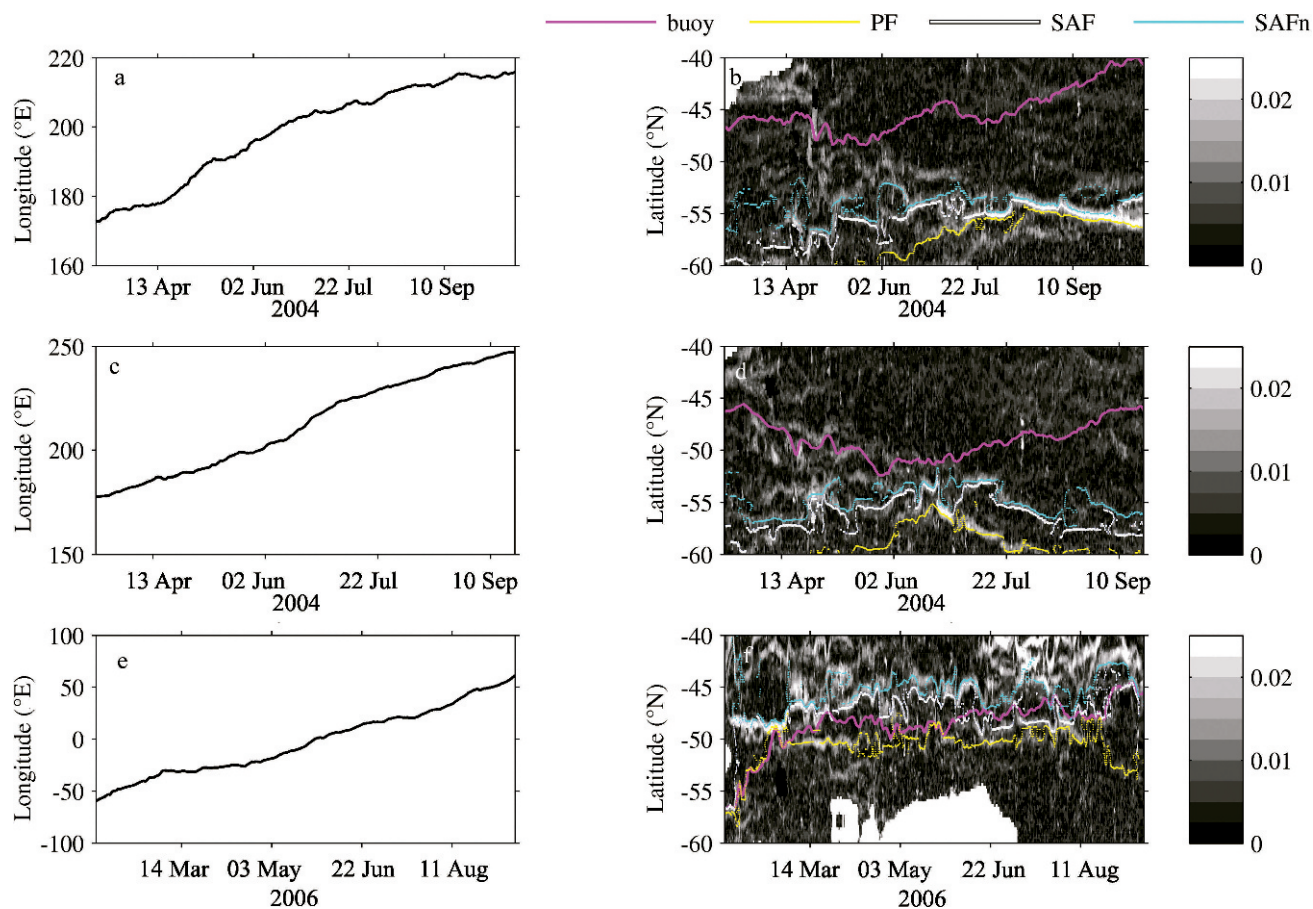 buoy PF SAF SAFn
a
220
200
180
160
Longitude (°E)
13 Apr 02 Jun 22 Jul 10 Sep
2004
b
-40
-45
-50
-55
-60
Latitude (°N)
13 Apr 02 Jun 22 Jul 10 Sep
2004
0.02
0.01
0
c
250
200
150
Longitude (°E)
13 Apr 02 Jun 22 Jul 10 Sep
2004
d
-40
-45
-50
-55
-60
Latitude (°N)
13 Apr 02 Jun 22 Jul 10 Sep
2004
0.02
0.01
0
e
100
50
0
-50
-100
Longitude (°E)
14 Mar 03 May 22 Jun 11 Aug
2006
f
-40
-45
-50
-55
-60
Latitude (°N)
14 Mar 03 May 22 Jun 11 Aug
2006
0.02
0.01
0